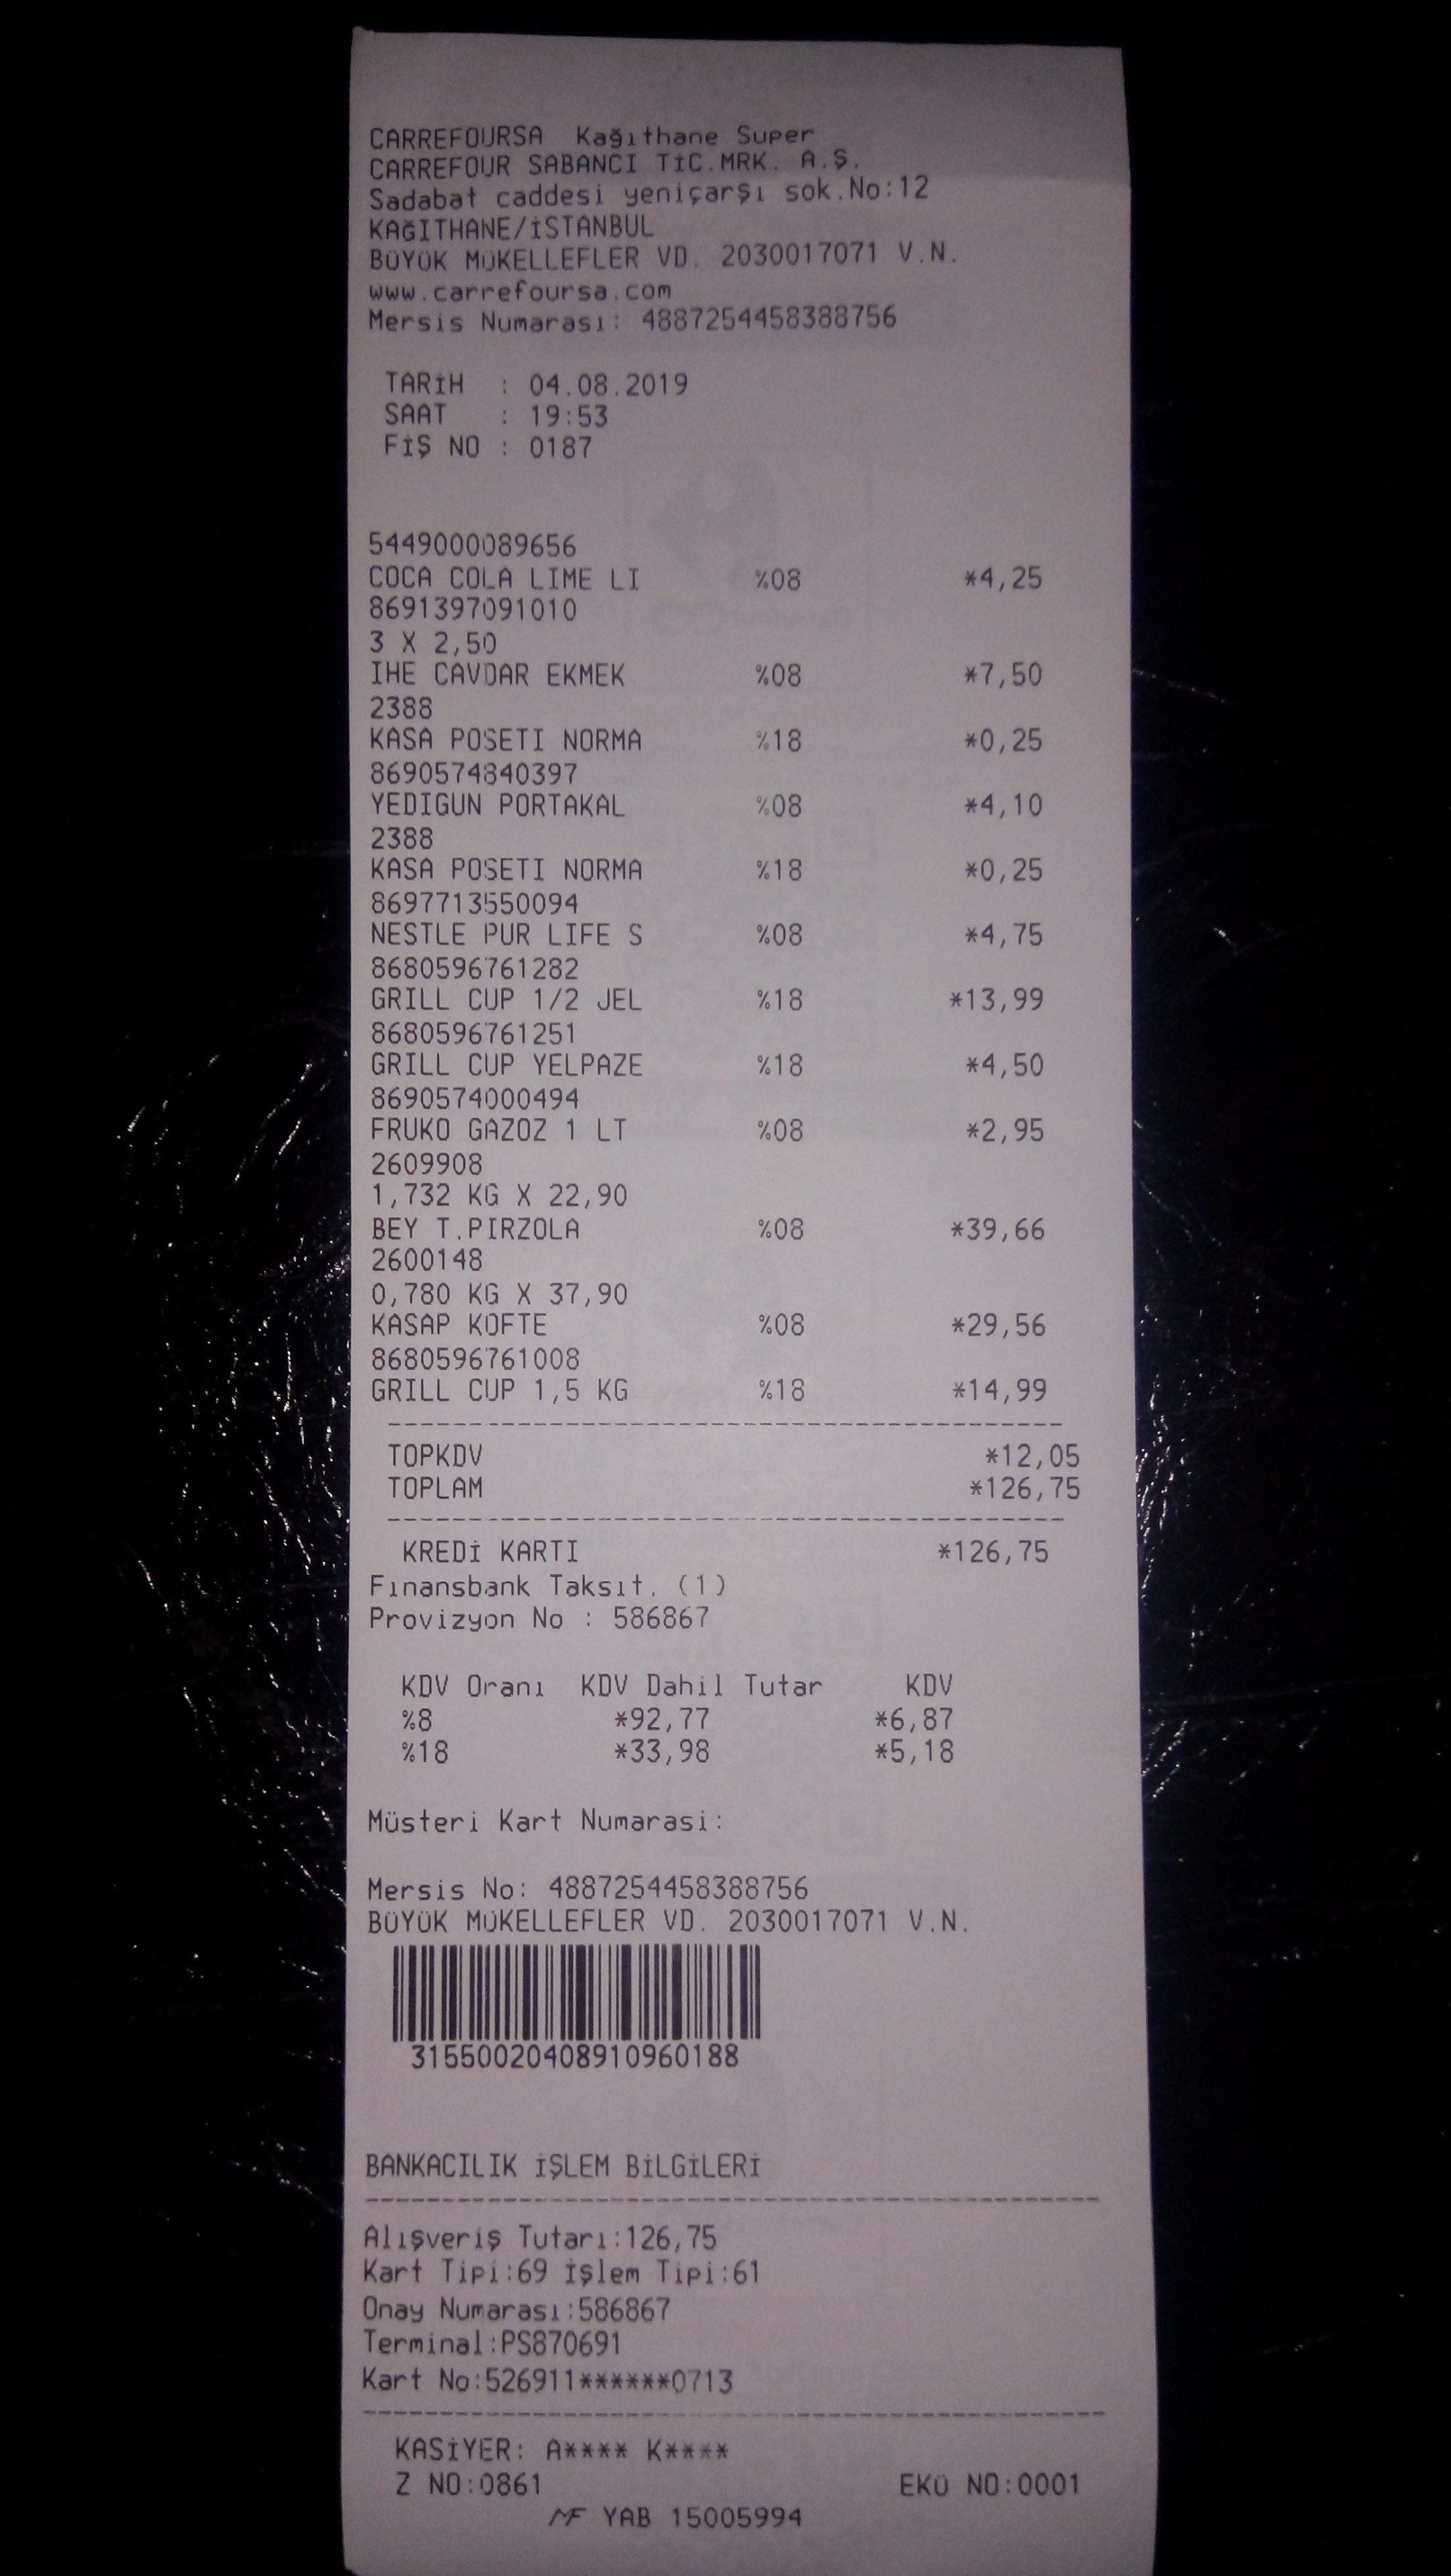 CARREFOURSA Kağıthane Super
CARREFOUR SABANCI TİC.MRK. A.Ş.
Sadabat caddesi yeniçarşı sok.No:12
KAĞITHANE/İSTANBUL
BÜYÜK MÜKELLEFLER VD. 2030017071 V.N.
www.carrefoursa.com
Mersis Numarası: 4887254458388756
TARİH : 04.08.2019
SAAT : 19:53
FİŞ NO : 0187
5449000089656
COCA COLA LIME LI %08 *4,25
8691397091010
3 X 2,50
IHE CAVDAR EKMEK %08 *7,50
2388
KASA POSETI NORMA %18 *0,25
8690574840397
YEDIGUN PORTAKAL %08 *4,10
2388
KASA POSETI NORMA %18 *0,25
8697713550094
NESTLE PUR LIFE S %08 *4,75
8680596761282
GRILL CUP 1/2 JEL %18 *13,99
8680596761251
GRILL CUP YELPAZE %18 *4,50
8690574000494
FRUKO GAZOZ 1 LT %08 *2,95
2609908
1,732 KG X 22,90
BEY T.PIRZOLA %08 *39,66
2600148
0,780 KG X 37,90
KASAP KOFTE %08 *29,56
8680596761008
GRILL CUP 1,5 KG %18 *14,99
TOPKDV *12,05
TOPLAM *126,75
KREDİ KARTI *126,75
Fınansbank Taksıt. (1)
Provizyon No : 586867
KDV Oranı KDV Dahil Tutar KDV
%8 *92,77 *6,87
%18 *33,98 *5,18
Müsteri Kart Numarasi:
Mersis No: 4887254458388756
BÜYÜK MÜKELLEFLER VD. 2030017071 V.N.
31550020408910960188
BANKACILIK İŞLEM BİLGİLERİ
Alışveriş Tutarı:126,75
Kart Tipi:69 İşlem Tipi:61
Onay Numarası:586867
Terminal:PS870691
Kart No:526911******0713
KASİYER: A**** K****
Z NO:0861 EKÜ NO:0001
MF YAB 15005994